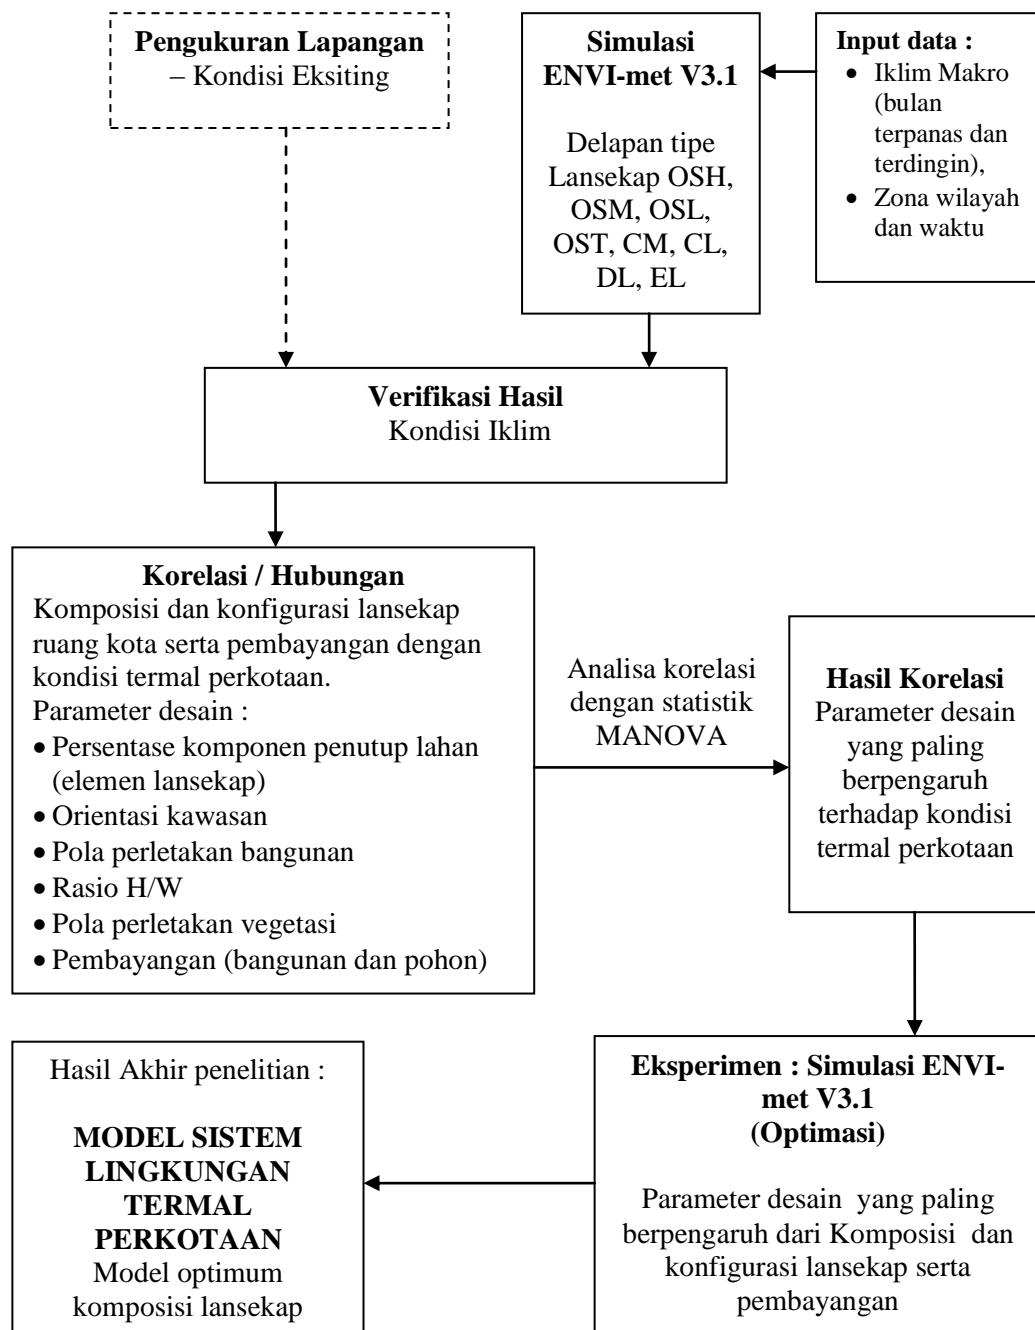 Pengukuran Lapangan
– Kondisi Eksiting
Simulasi
ENVI-met V3.1
Delapan tipe
Lansekap OSH,
OSM, OSL,
OST, CM, CL,
DL, EL
Input data :
• Iklim Makro
(bulan
terpanas dan
terdingin),
• Zona wilayah
dan waktu
Verifikasi Hasil
Kondisi Iklim
Korelasi / Hubungan
Komposisi dan konfigurasi lansekap
ruang kota serta pembayangan dengan
kondisi termal perkotaan.
Parameter desain :
• Persentase komponen penutup lahan
(elemen lansekap)
• Orientasi kawasan
• Pola perletakan bangunan
• Rasio H/W
• Pola perletakan vegetasi
• Pembayangan (bangunan dan pohon)
Analisa korelasi
dengan statistik
MANOVA
Hasil Korelasi
Parameter desain
yang paling
berpengaruh
terhadap kondisi
termal perkotaan
Eksperimen : Simulasi ENVI-
met V3.1
(Optimasi)
Parameter desain  yang paling
berpengaruh dari Komposisi  dan
konfigurasi lansekap serta
pembayangan
Hasil Akhir penelitian :
MODEL SISTEM
LINGKUNGAN
TERMAL
PERKOTAAN
Model optimum
komposisi lansekap